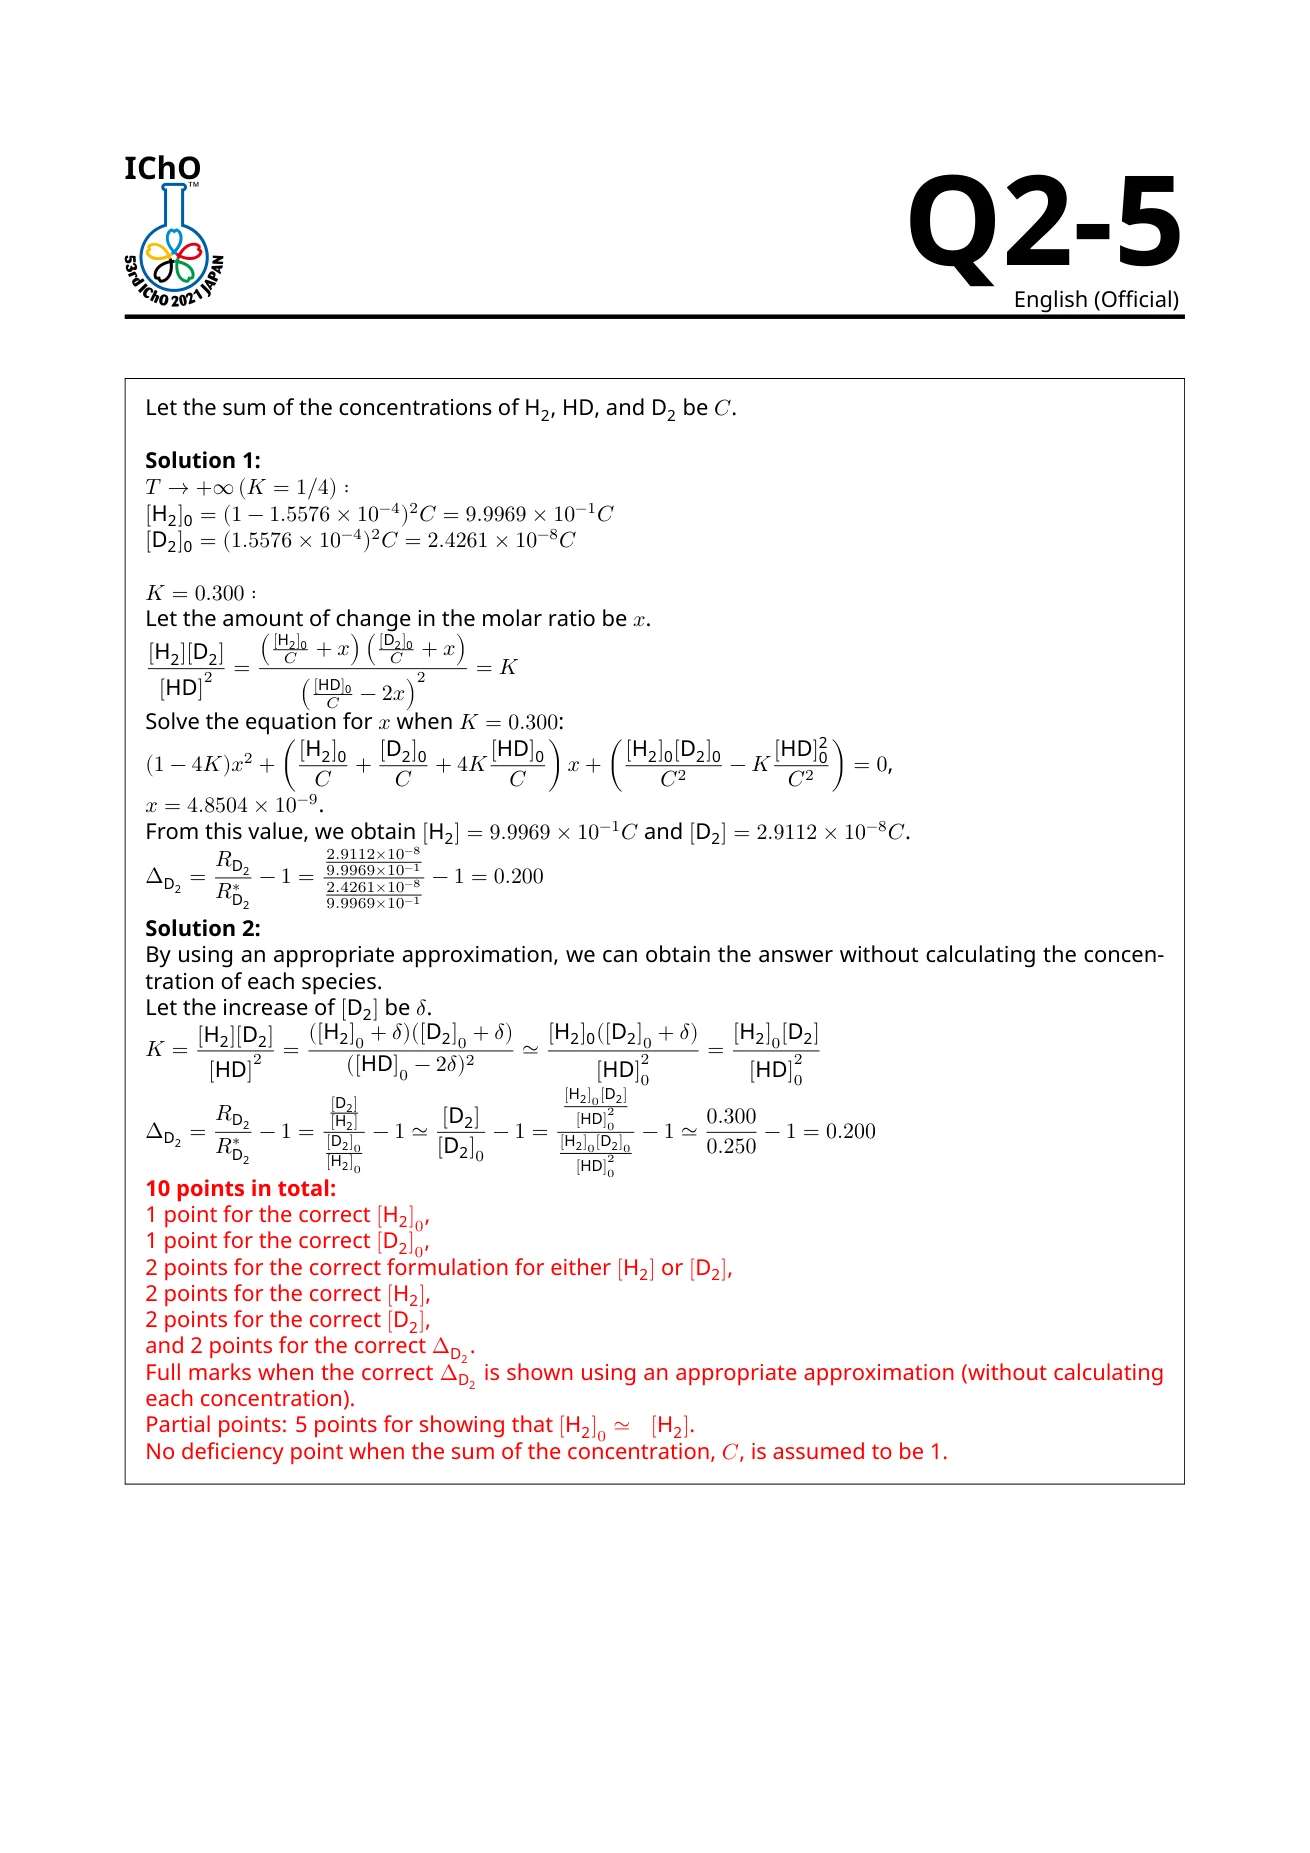 IChO
TM
53rd IChO 2021 JAPAN
Q2-5
English (Official)
Let the sum of the concentrations of H₂, HD, and D₂ be C.
Solution 1:
T → +∞ (K = 1/4) :
[H₂]₀ = (1 − 1.5576 × 10⁻⁴)²C = 9.9969 × 10⁻¹C
[D₂]₀ = (1.5576 × 10⁻⁴)²C = 2.4261 × 10⁻⁸C
K = 0.300 :
Let the amount of change in the molar ratio be x.
[H₂][D₂] / [HD]² = ([H₂]₀/C + x)([D₂]₀/C + x) / ([HD]₀/C − 2x)² = K
Solve the equation for x when K = 0.300:
(1 − 4K)x² + ([H₂]₀/C + [D₂]₀/C + 4K [HD]₀/C) x + ([H₂]₀[D₂]₀/C² − K [HD]₀²/C²) = 0,
x = 4.8504 × 10⁻⁹.
From this value, we obtain [H₂] = 9.9969 × 10⁻¹C and [D₂] = 2.9112 × 10⁻⁸C.
Δ_D₂ = R_D₂ / R*_D₂ − 1 = (2.9112×10⁻⁸ / 9.9969×10⁻¹) / (2.4261×10⁻⁸ / 9.9969×10⁻¹) − 1 = 0.200
Solution 2:
By using an appropriate approximation, we can obtain the answer without calculating the concen-
tration of each species.
Let the increase of [D₂] be δ.
K = [H₂][D₂] / [HD]² = ([H₂]₀ + δ)([D₂]₀ + δ) / ([HD]₀ − 2δ)² ≃ [H₂]₀([D₂]₀ + δ) / [HD]₀² = [H₂]₀[D₂] / [HD]₀²
Δ_D₂ = R_D₂ / R*_D₂ − 1 = ([D₂]/[H₂]) / ([D₂]₀/[H₂]₀) − 1 ≃ [D₂] / [D₂]₀ − 1 = ([H₂]₀[D₂]/[HD]₀²) / ([H₂]₀[D₂]₀/[HD]₀²) − 1 ≃ 0.300 / 0.250 − 1 = 0.200
10 points in total:
1 point for the correct [H₂]₀,
1 point for the correct [D₂]₀,
2 points for the correct formulation for either [H₂] or [D₂],
2 points for the correct [H₂],
2 points for the correct [D₂],
and 2 points for the correct Δ_D₂.
Full marks when the correct Δ_D₂ is shown using an appropriate approximation (without calculating
each concentration).
Partial points: 5 points for showing that [H₂]₀ ≃ [H₂].
No deficiency point when the sum of the concentration, C, is assumed to be 1.